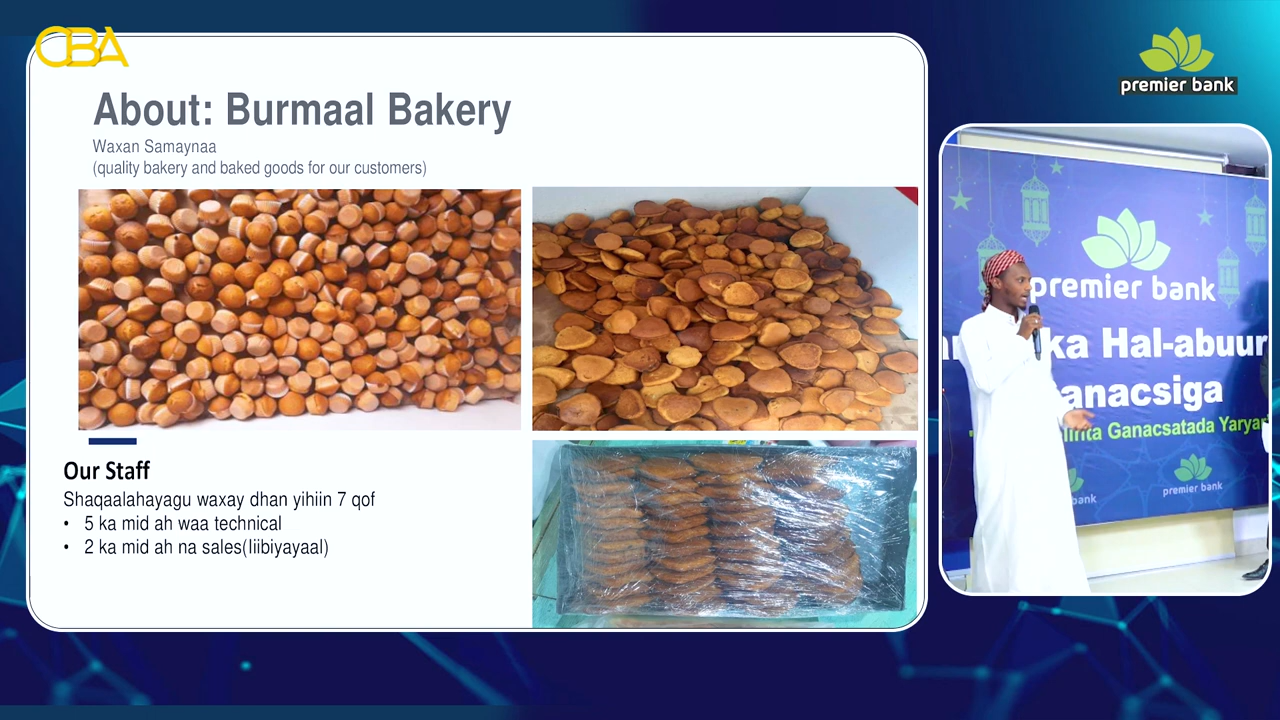 CBA
About: Burmaal Bakery
Waxan Samaynaa
(quality bakery and baked goods for our customers)
Our Staff
Shaqaalahayagu waxay dhan yihiin 7 qof
• 5 ka mid ah waa technical
• 2 ka mid ah na sales(liibiyayaal)
premier bank
premier bank
ka Hal-abuur
anacsiga
Ganacsatada Yaryar
bank
premier bank